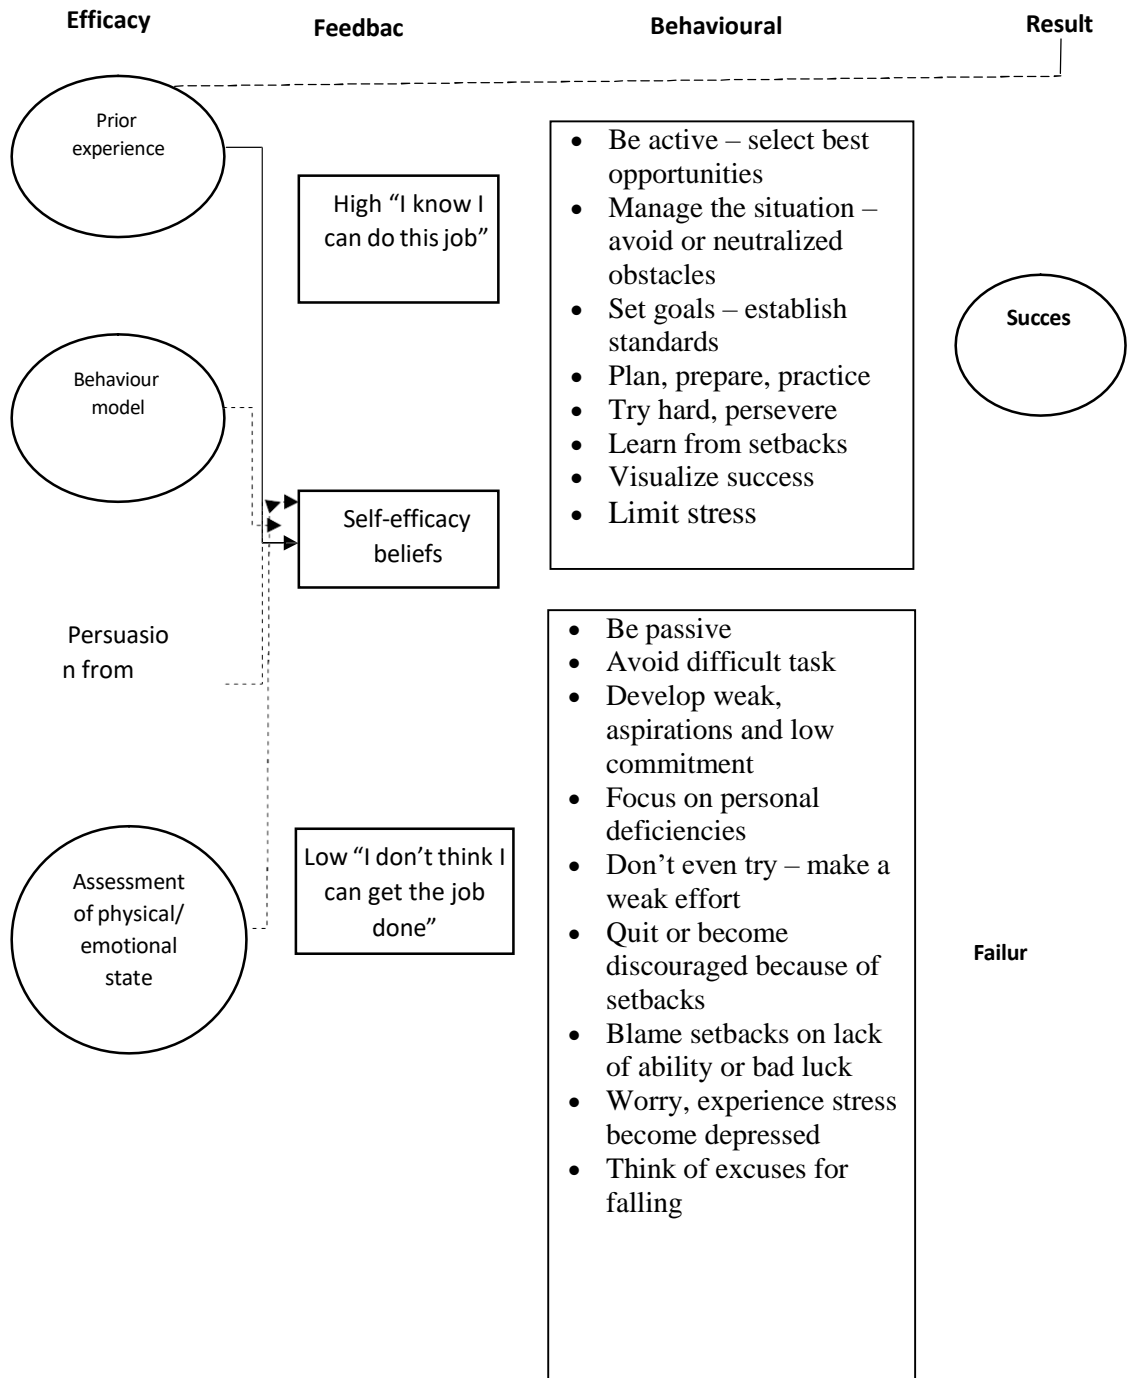 Efficacy
Feedbac
Behavioural
Result
Prior
experience
High “I know I
can do this job”
• Be active – select best
opportunities
• Manage the situation –
avoid or neutralized
obstacles
• Set goals – establish
standards
• Plan, prepare, practice
• Try hard, persevere
• Learn from setbacks
• Visualize success
• Limit stress
Succes
Behaviour
model
Self-efficacy
beliefs
Persuasio
n from
• Be passive
• Avoid difficult task
• Develop weak,
aspirations and low
commitment
• Focus on personal
deficiencies
• Don’t even try – make a
weak effort
• Quit or become
discouraged because of
setbacks
• Blame setbacks on lack
of ability or bad luck
• Worry, experience stress
become depressed
• Think of excuses for
falling
Low “I don’t think I
can get the job
done”
Assessment
of physical/
emotional
state
Failur